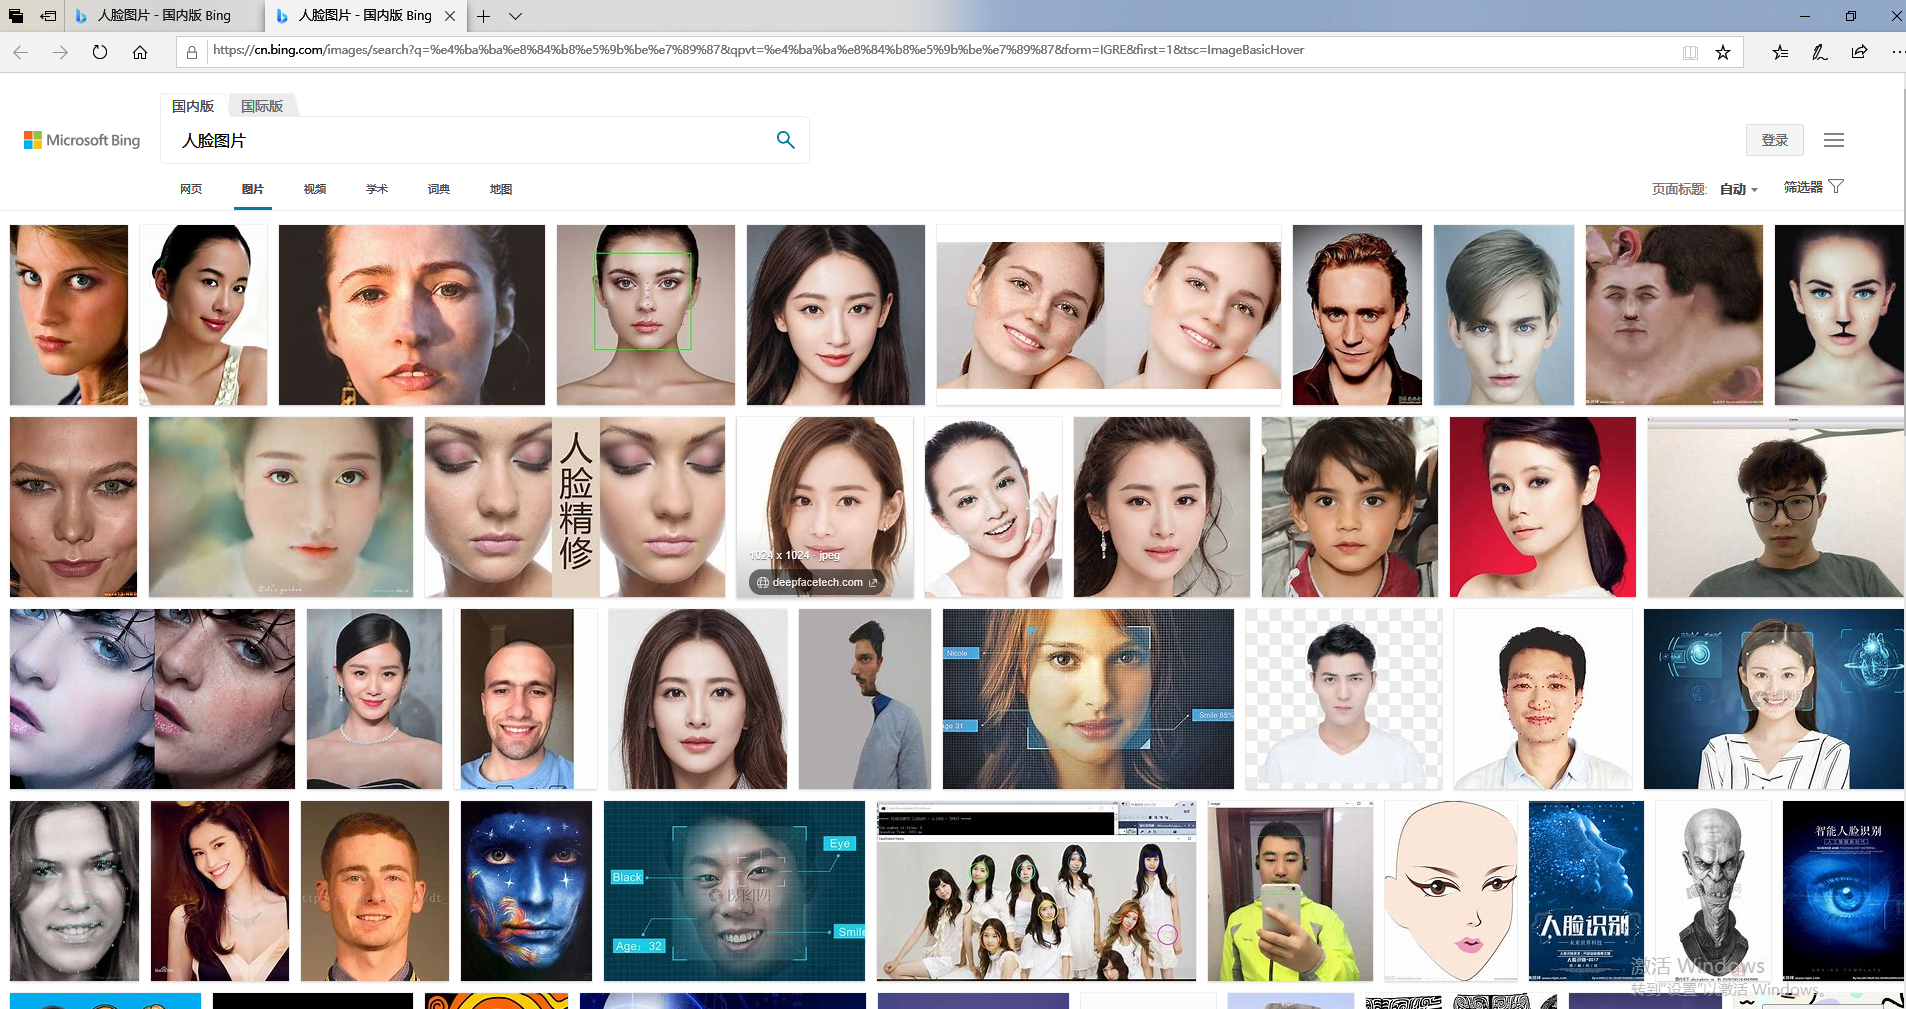 人脸图片 - 国内版 Bing
人脸图片 - 国内版 Bing
https://cn.bing.com/images/search?q=%e4%ba%ba%e8%84%b8%e5%9b%be%e7%89%87&qpvt=%e4%ba%ba%e8%84%b8%e5%9b%be%e7%89%87&form=IGRE&first=1&tsc=ImageBasicHover
国内版 国际版
Microsoft Bing
人脸图片
登录
网页 图片 视频 学术 词典 地图
页面标题: 自动 筛选器
人脸精修
1024 x 1024 · jpeg
deepfacetech.com
Nicole
Age 31
Smile 85%
Eye
Black
Smile
Age: 32
人脸识别
智能人脸识别
激活 Windows
转到"设置"以激活 Windows。